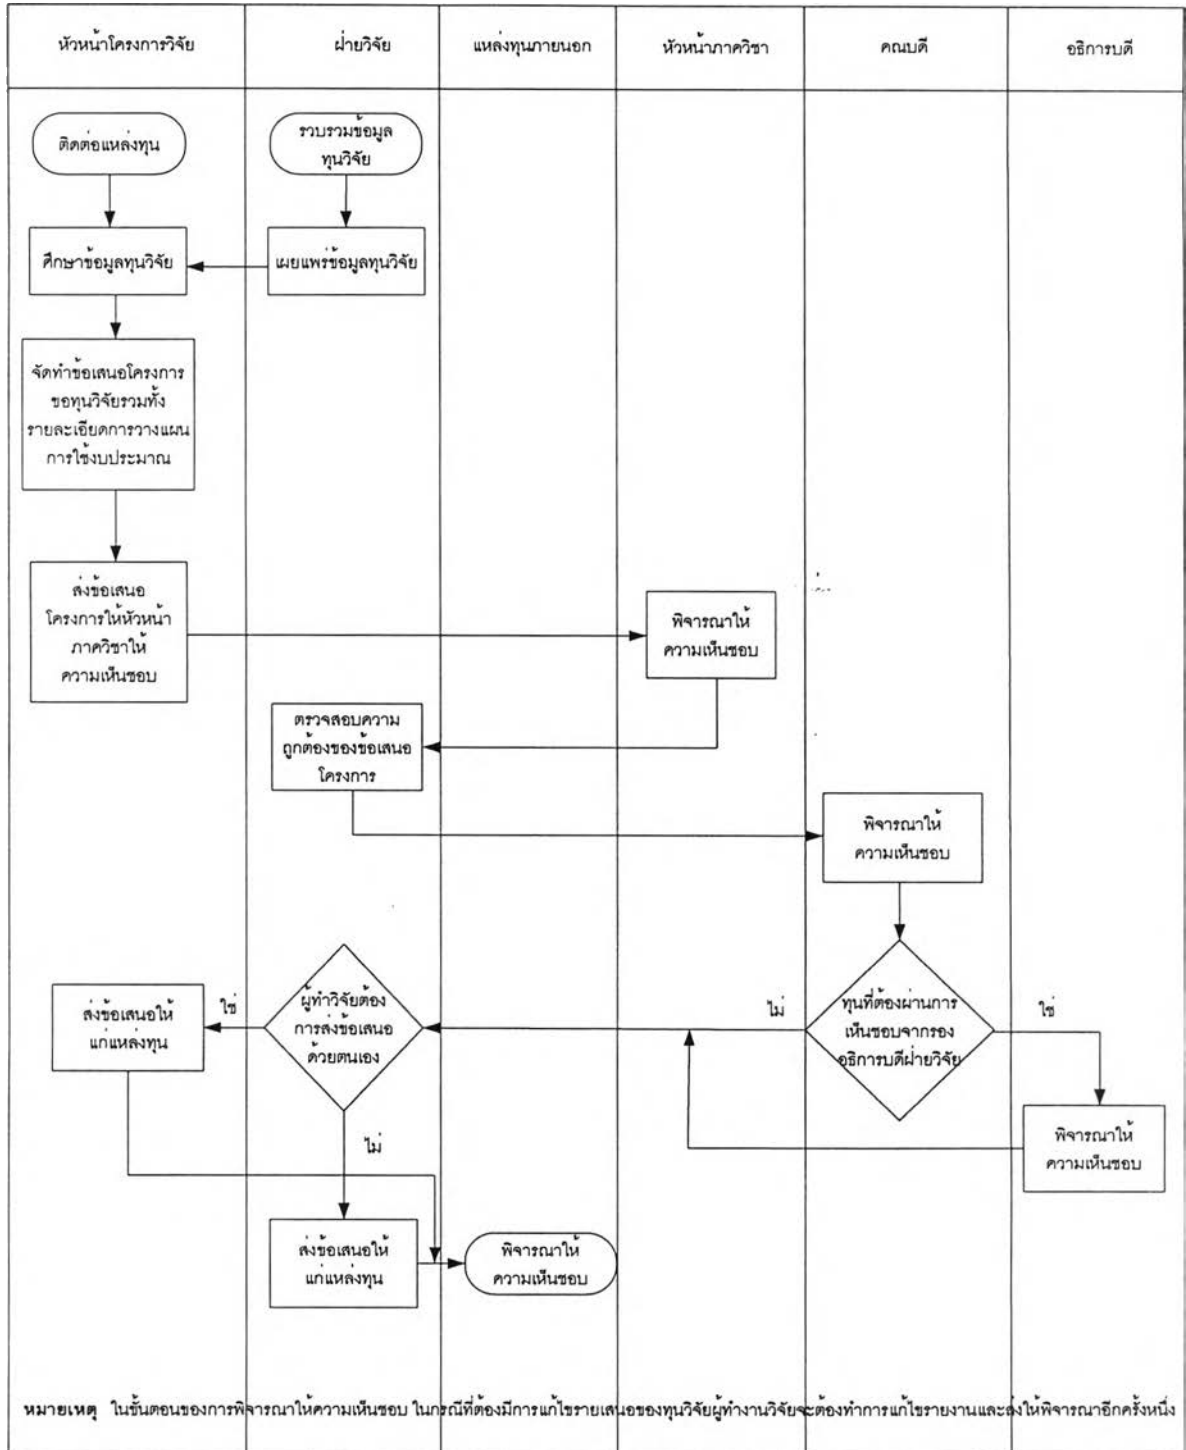 หัวหน้าโครงการวิจัย
ฝ่ายวิจัย
แหล่งทุนภายนอก
หัวหน้าภาควิชา
คณบดี
อธิการบดี
ติดต่อแหล่งทุน
รวบรวมข้อมูล
ทุนวิจัย
ศึกษาข้อมูลทุนวิจัย
เผยแพร่ข้อมูลทุนวิจัย
จัดทำข้อเสนอโครงการ
ขอทุนวิจัยรวมทั้ง
รายละเอียดการวางแผน
การใช้งบประมาณ
ส่งข้อเสนอ
โครงการให้หัวหน้า
ภาควิชาให้
ความเห็นชอบ
พิจารณาให้
ความเห็นชอบ
ตรวจสอบความ
ถูกต้องของข้อเสนอ
โครงการ
พิจารณาให้
ความเห็นชอบ
ทุนที่ต้องผ่านการ
เห็นชอบจากรอง
อธิการบดีฝ่ายวิจัย
ไม่
ใช่
พิจารณาให้
ความเห็นชอบ
ผู้ทำวิจัยต้อง
การส่งข้อเสนอ
ด้วยตนเอง
ใช่
ไม่
ส่งข้อเสนอให้
แก่แหล่งทุน
ส่งข้อเสนอให้
แก่แหล่งทุน
พิจารณาให้
ความเห็นชอบ
หมายเหตุ ในขั้นตอนของการพิจารณาให้ความเห็นชอบ ในกรณีที่ต้องมีการแก้ไขรายเสนอของทุนวิจัยผู้ทำงานวิจัยจะต้องทำการแก้ไขรายงานและส่งให้พิจารณาอีกครั้งหนึ่ง